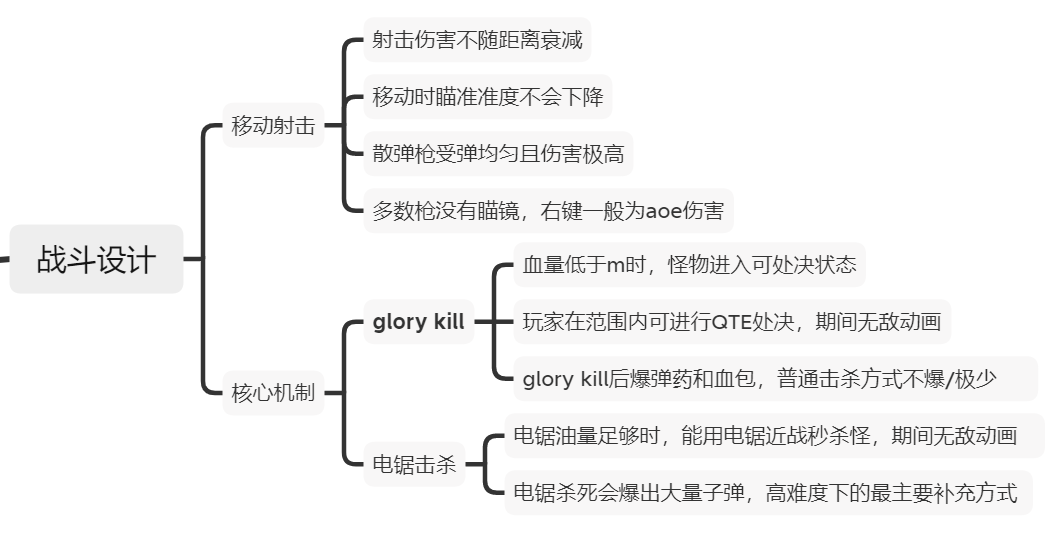 战斗设计
移动射击
射击伤害不随距离衰减
移动时瞄准准度不会下降
散弹枪受弹均匀且伤害极高
多数枪没有瞄镜，右键一般为aoe伤害
核心机制
glory kill
血量低于m时，怪物进入可处决状态
玩家在范围内可进行QTE处决，期间无敌动画
glory kill后爆弹药和血包，普通击杀方式不爆/极少
电锯击杀
电锯油量足够时，能用电锯近战秒杀怪，期间无敌动画
电锯杀死会爆出大量子弹，高难度下的最主要补充方式